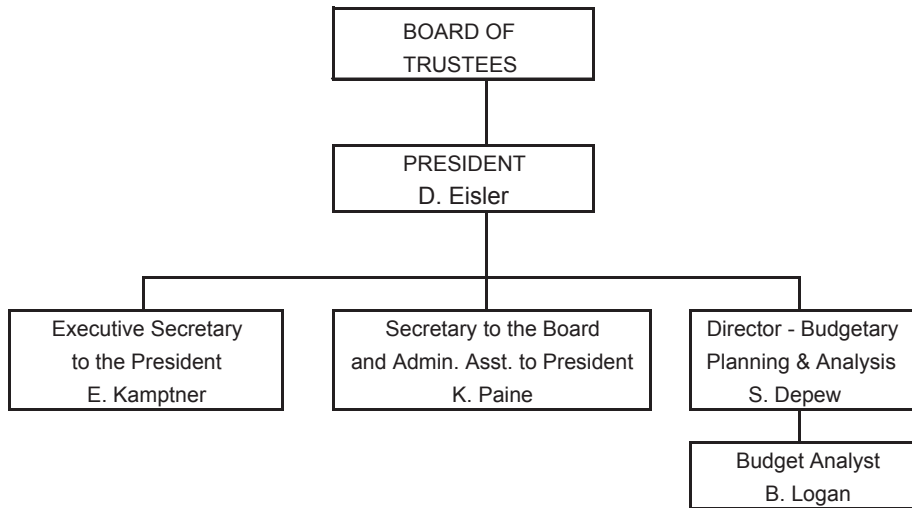 BOARD OF
TRUSTEES
PRESIDENT
D. Eisler
Executive Secretary
to the President
E. Kamptner
Secretary to the Board
and Admin. Asst. to President
K. Paine
Director - Budgetary
Planning & Analysis
S. Depew
Budget Analyst
B. Logan